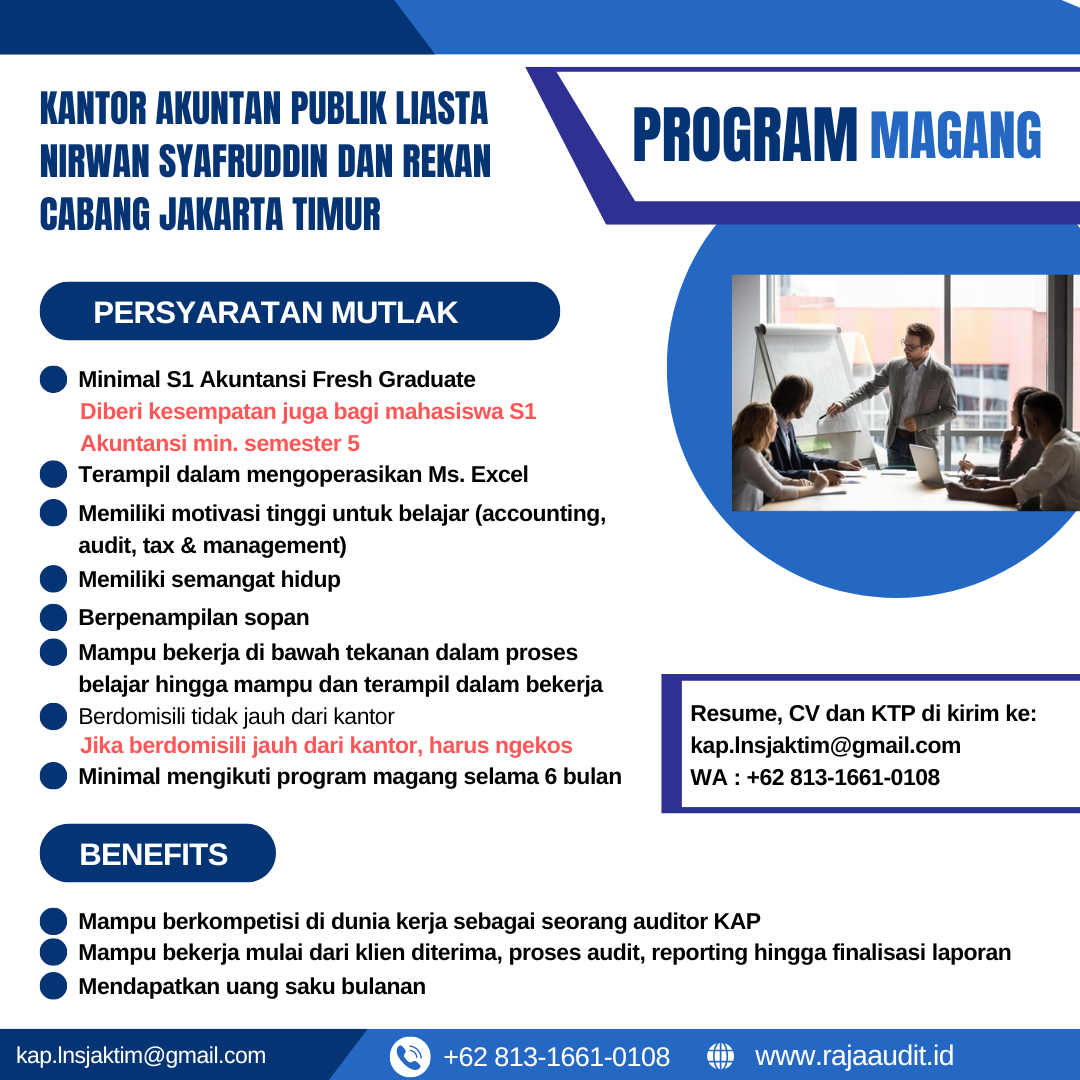 KANTOR AKUNTAN PUBLIK LIASTA
NIRWAN SYAFRUDDIN DAN REKAN
CABANG JAKARTA TIMUR
PROGRAM MAGANG
PERSYARATAN MUTLAK
Minimal S1 Akuntansi Fresh Graduate
Diberi kesempatan juga bagi mahasiswa S1
Akuntansi min. semester 5
Terampil dalam mengoperasikan Ms. Excel
Memiliki motivasi tinggi untuk belajar (accounting,
audit, tax & management)
Memiliki semangat hidup
Berpenampilan sopan
Mampu bekerja di bawah tekanan dalam proses
belajar hingga mampu dan terampil dalam bekerja
Berdomisili tidak jauh dari kantor
Jika berdomisili jauh dari kantor, harus ngekos
Minimal mengikuti program magang selama 6 bulan
Resume, CV dan KTP di kirim ke:
kap.lnsjaktim@gmail.com
WA : +62 813-1661-0108
BENEFITS
Mampu berkompetisi di dunia kerja sebagai seorang auditor KAP
Mampu bekerja mulai dari klien diterima, proses audit, reporting hingga finalisasi laporan
Mendapatkan uang saku bulanan
kap.lnsjaktim@gmail.com
+62 813-1661-0108
www.rajaaudit.id